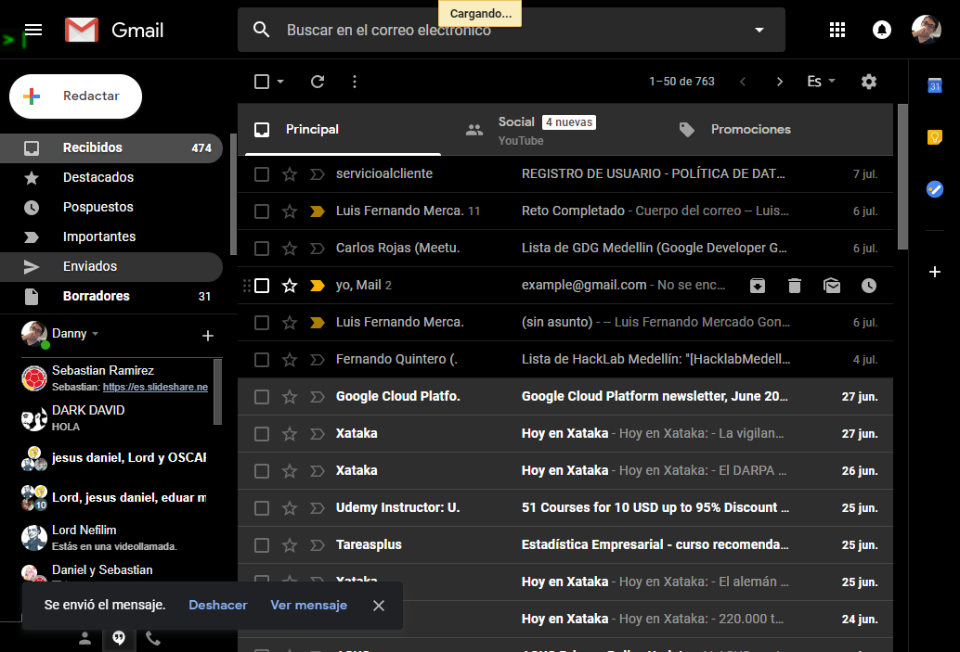 Cargando...
Gmail
Buscar en el correo electrónico
Redactar
1–50 de 763
Es
Recibidos 474
Destacados
Pospuestos
Importantes
Enviados
Borradores 31
Danny
Sebastian Ramirez
Sebastian: https://es.slideshare.ne
DARK DAVID
HOLA
jesus daniel, Lord y OSCAR
Lord, jesus daniel, eduar m
10
Lord Nefilim
Estás en una videollamada.
Daniel y Sebastian
Principal
Social 4 nuevas
YouTube
Promociones
servicioalcliente REGISTRO DE USUARIO - POLÍTICA DE DAT... 7 jul.
Luis Fernando Merca. 11 Reto Completado - Cuerpo del correo -- Luis... 6 jul.
Carlos Rojas (Meetu. Lista de GDG Medellin (Google Developer G... 6 jul.
yo, Mail 2 example@gmail.com - No se enc...
Luis Fernando Merca. (sin asunto) - -- Luis Fernando Mercado Gon... 6 jul.
Fernando Quintero (. Lista de HackLab Medellín: "[HacklabMedell... 4 jul.
Google Cloud Platfo. Google Cloud Platform newsletter, June 20... 27 jun.
Xataka Hoy en Xataka - Hoy en Xataka: - La vigilan... 27 jun.
Xataka Hoy en Xataka - Hoy en Xataka: - El DARPA ... 26 jun.
Udemy Instructor: U. 51 Courses for 10 USD up to 95% Discount ... 25 jun.
Tareasplus Estadística Empresarial - curso recomenda... 25 jun.
Xataka Hoy en Xataka - Hoy en Xataka: - El alemán ... 25 jun.
Hoy en Xataka - Hoy en Xataka: - 220.000 t... 24 jun.
Se envió el mensaje. Deshacer Ver mensaje
31